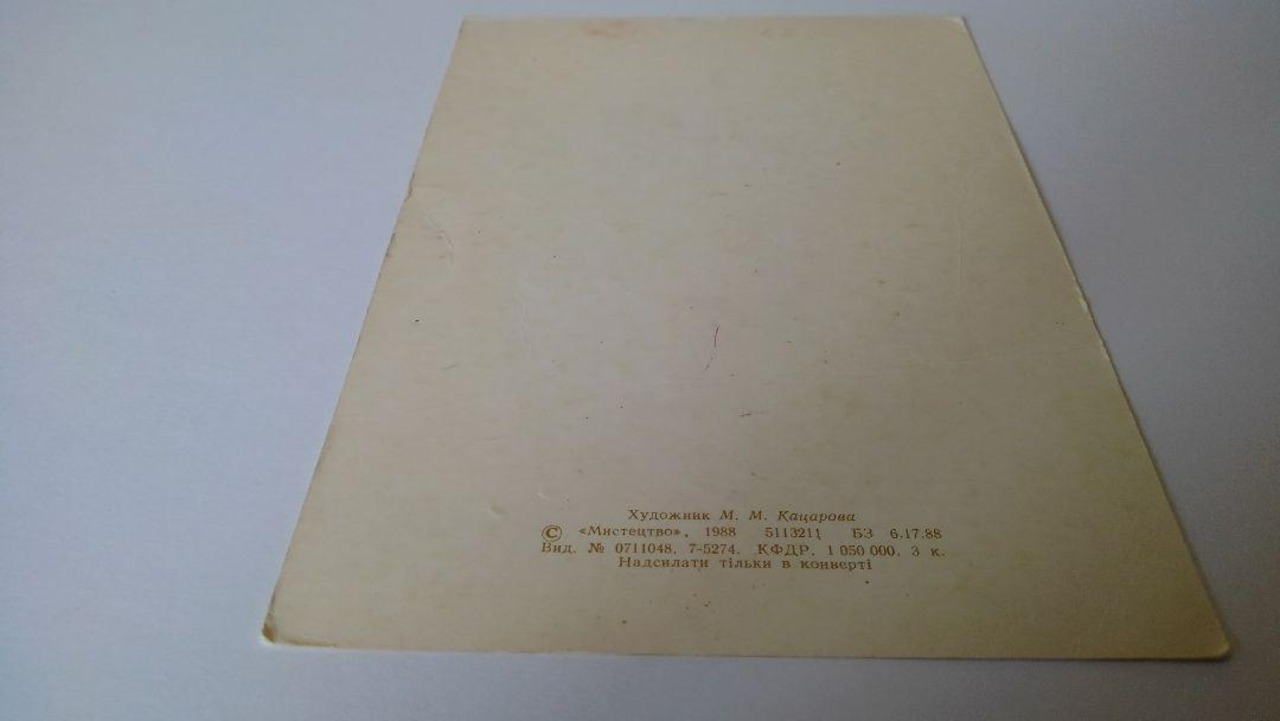 Художник М. М. Кацарова
© «Мистецтво», 1988 5113211 БЗ 6.17.88
Вид. № 0711048. 7-5274. КФДР. 1 050 000. 3 к.
Надсилати тільки в конверті